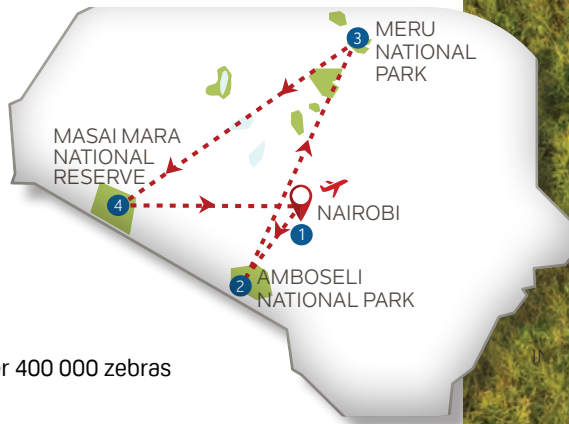 3 MERU
NATIONAL
PARK
MASAI MARA
NATIONAL
RESERVE
4
NAIROBI
1
2 AMBOSELI
NATIONAL PARK
400 000 zebras